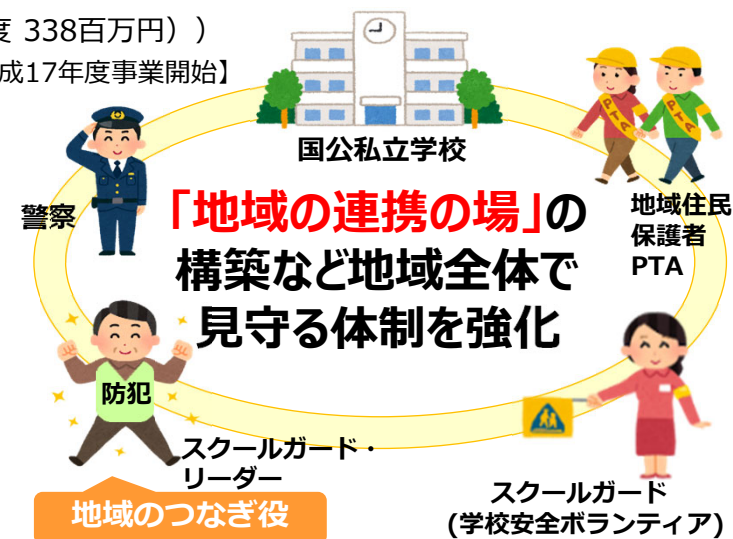 度 338百万円））
成17年度事業開始】
国公私立学校
PTA
PTA
警察
地域住民
保護者
PTA
「地域の連携の場」の
構築など地域全体で
見守る体制を強化
防犯
スクールガード・
リーダー
地域のつなぎ役
スクールガード
(学校安全ボランティア)